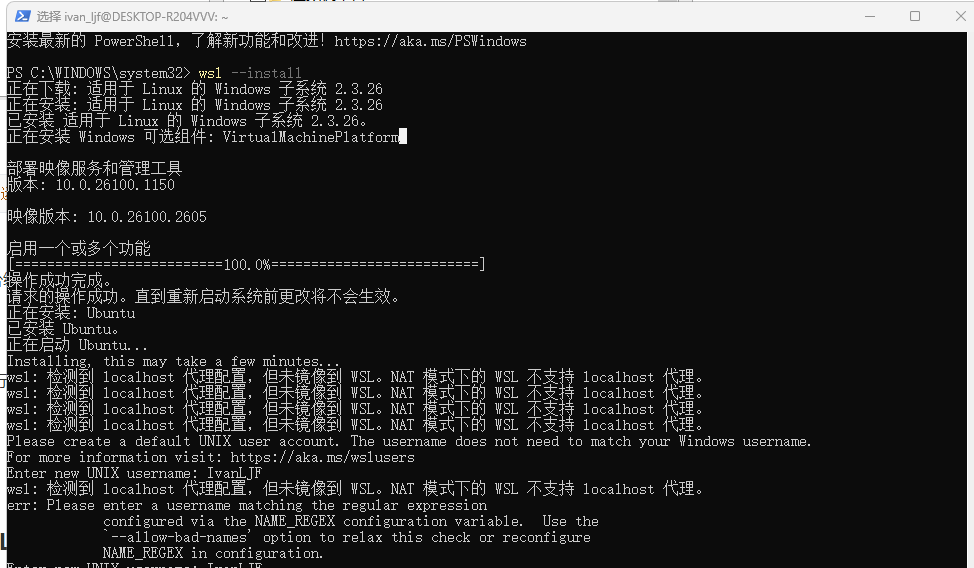 选择 ivan_ljf@DESKTOP-R204VVV: ~
安装最新的 PowerShell，了解新功能和改进！https://aka.ms/PSWindows
PS C:\WINDOWS\system32> wsl --install
正在下载: 适用于 Linux 的 Windows 子系统 2.3.26
正在安装: 适用于 Linux 的 Windows 子系统 2.3.26
已安装 适用于 Linux 的 Windows 子系统 2.3.26。
正在安装 Windows 可选组件: VirtualMachinePlatform
部署映像服务和管理工具
版本: 10.0.26100.1150
映像版本: 10.0.26100.2605
启用一个或多个功能
[==========================100.0%==========================]
操作成功完成。
请求的操作成功。直到重新启动系统前更改将不会生效。
正在安装: Ubuntu
已安装 Ubuntu。
正在启动 Ubuntu...
Installing, this may take a few minutes...
wsl: 检测到 localhost 代理配置，但未镜像到 WSL。NAT 模式下的 WSL 不支持 localhost 代理。
wsl: 检测到 localhost 代理配置，但未镜像到 WSL。NAT 模式下的 WSL 不支持 localhost 代理。
wsl: 检测到 localhost 代理配置，但未镜像到 WSL。NAT 模式下的 WSL 不支持 localhost 代理。
wsl: 检测到 localhost 代理配置，但未镜像到 WSL。NAT 模式下的 WSL 不支持 localhost 代理。
Please create a default UNIX user account. The username does not need to match your Windows username.
For more information visit: https://aka.ms/wslusers
Enter new UNIX username: IvanLJF
wsl: 检测到 localhost 代理配置，但未镜像到 WSL。NAT 模式下的 WSL 不支持 localhost 代理。
err: Please enter a username matching the regular expression
configured via the NAME_REGEX configuration variable.  Use the
`--allow-bad-names' option to relax this check or reconfigure
NAME_REGEX in configuration.
Enter new UNIX username: IvanLJF